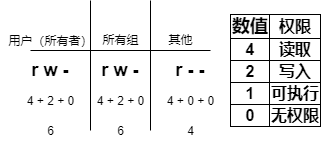 用户（所有者） 所有组 其他
r w - r w - r - -
4 + 2 + 0 4 + 2 + 0 4 + 0 + 0
6 6 4
数值 权限
4 读取
2 写入
1 可执行
0 无权限